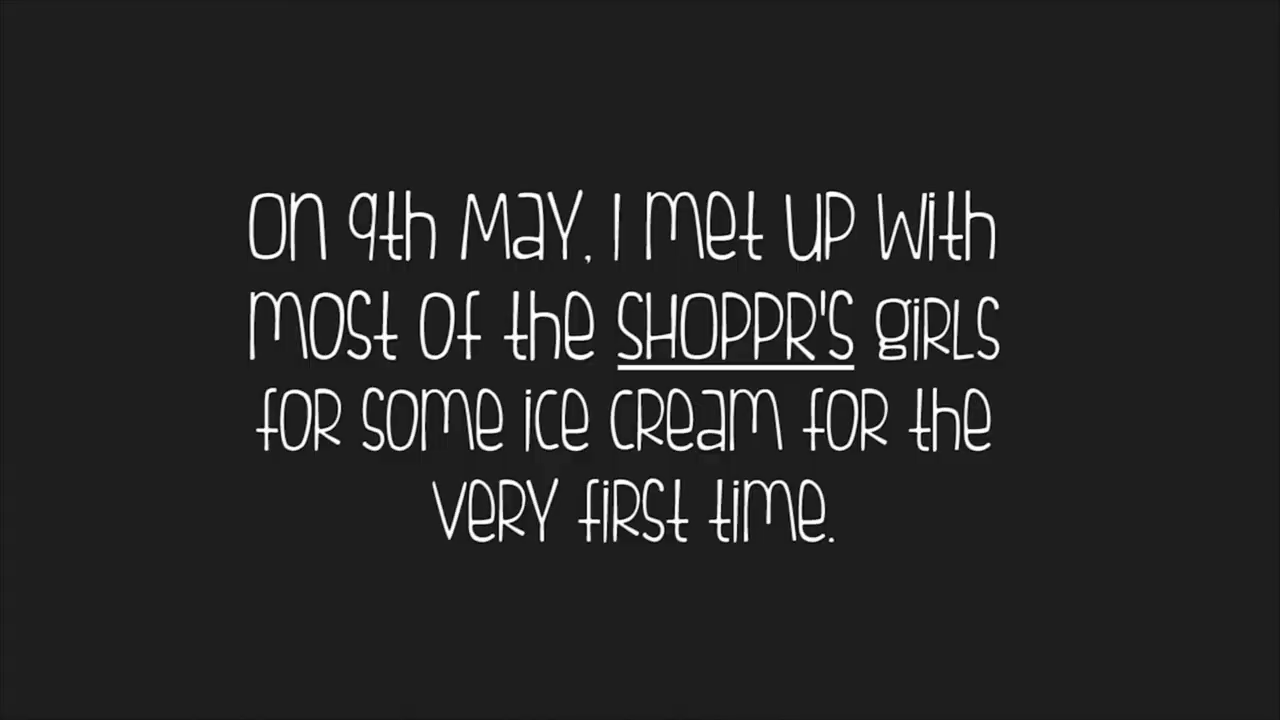 On 9th May, I met up with
most of the SHOPPR'S girls
for some ice cream for the
very first time.